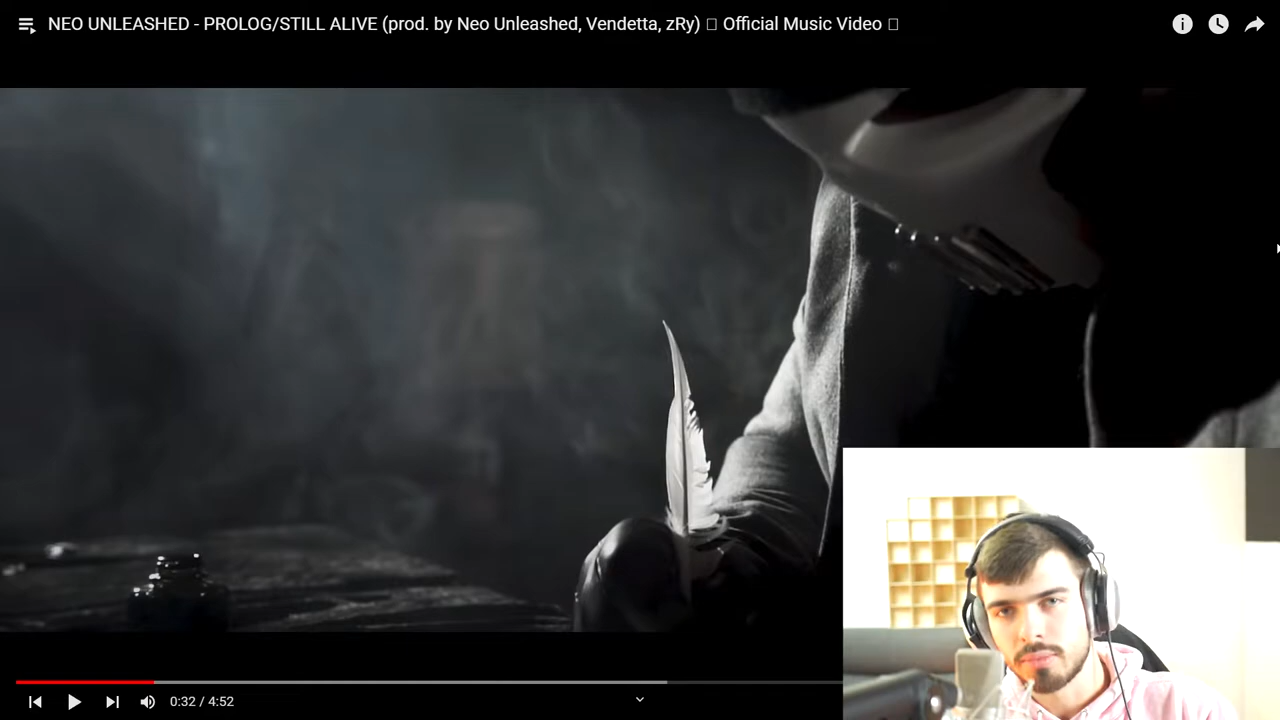 NEO UNLEASHED - PROLOG/STILL ALIVE (prod. by Neo Unleashed, Vendetta, zRy) ▯ Official Music Video ▯
0:32 / 4:52